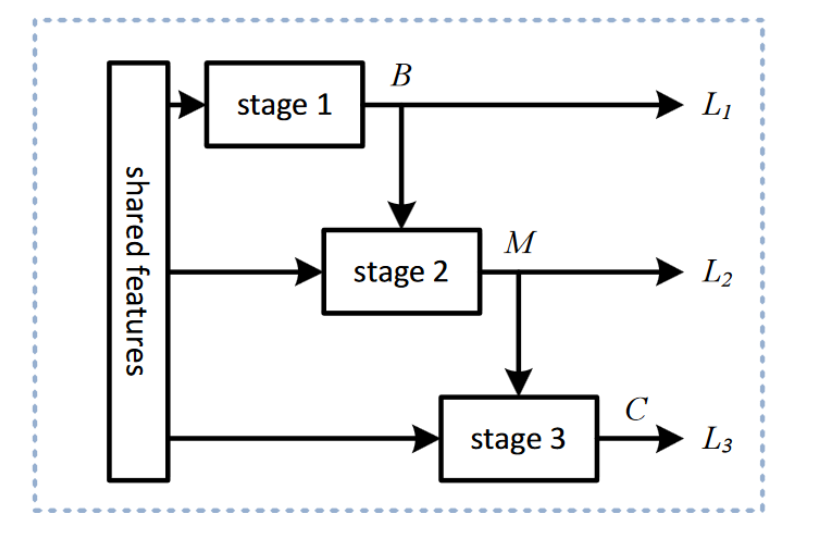 B
stage 1
L₁
shared features
M
stage 2
L₂
C
stage 3
L₃